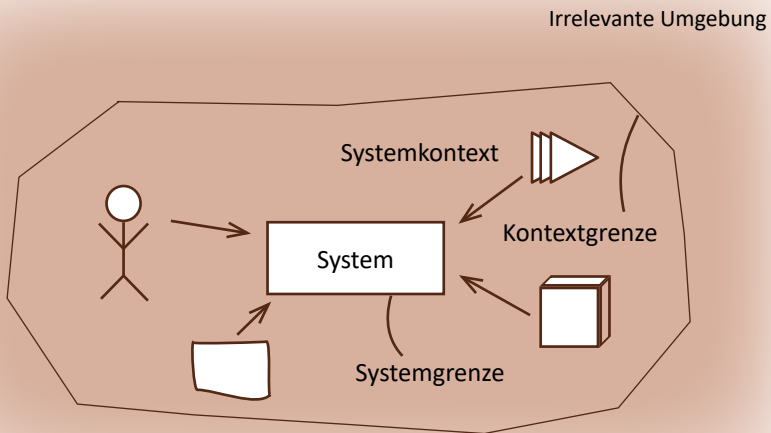 Irrelevante Umgebung
Systemkontext
Kontextgrenze
System
Systemgrenze